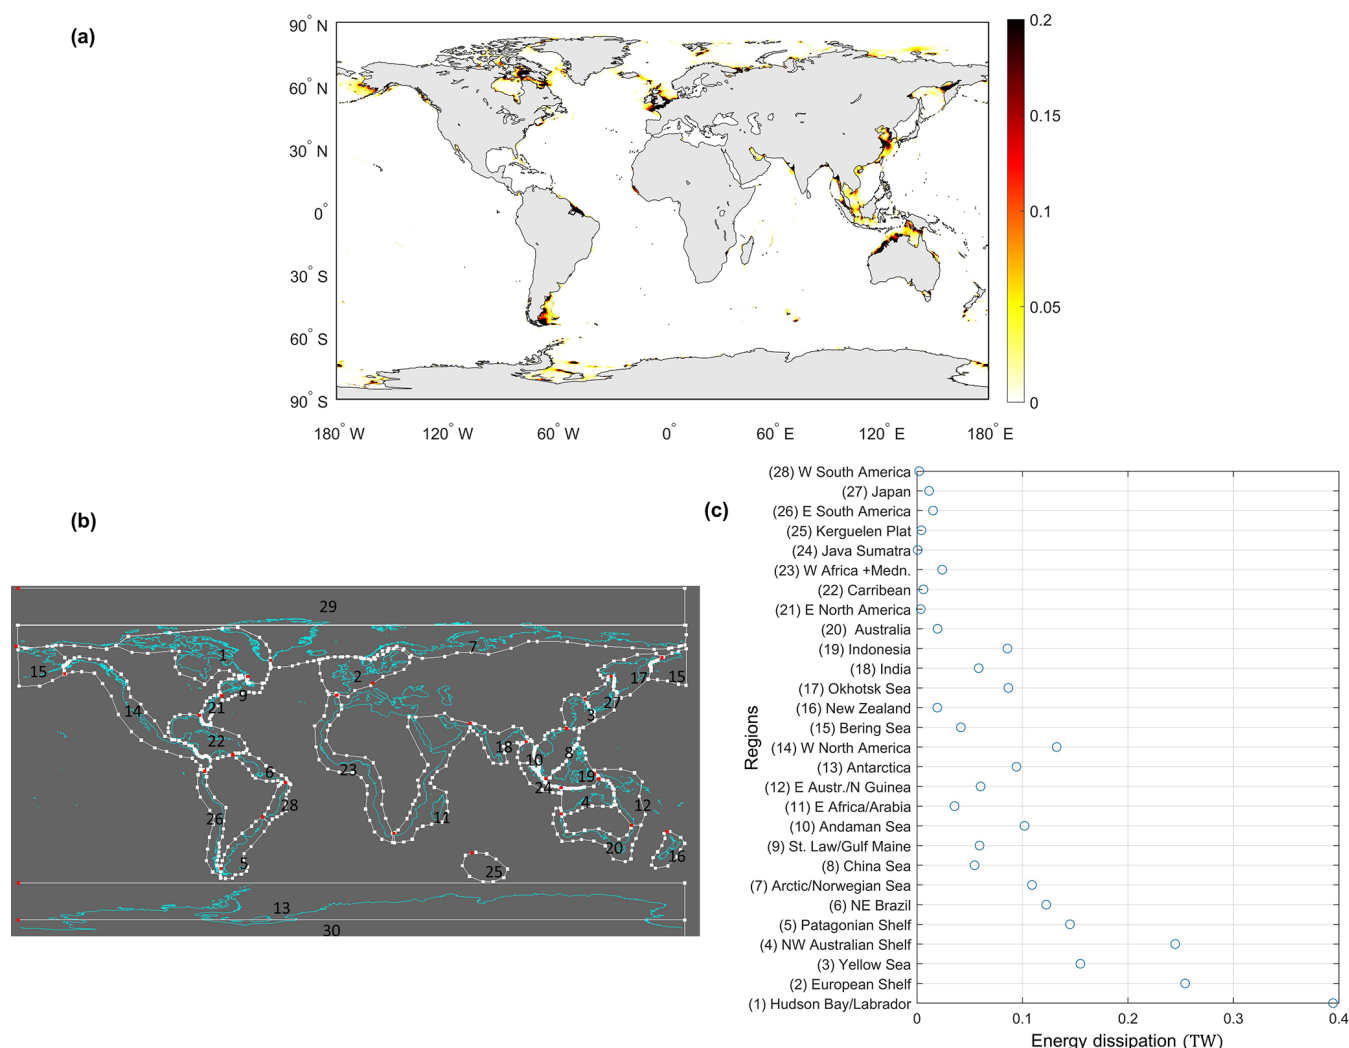 (a)
90° N
60° N
30° N
0°
30° S
60° S
90° S
180° W
120° W
60° W
0°
60° E
120° E
180° E
0.2
0.15
0.1
0.05
0
(b)
29
1
7
15
2
17
15
9
14
21
27
3
22
18
10
8
6
23
19
24
4
12
28
26
11
20
5
16
25
13
30
(c)
Regions
(28) W South America
(27) Japan
(26) E South America
(25) Kerguelen Plat
(24) Java Sumatra
(23) W Africa +Medn.
(22) Carribean
(21) E North America
(20) Australia
(19) Indonesia
(18) India
(17) Okhotsk Sea
(16) New Zealand
(15) Bering Sea
(14) W North America
(13) Antarctica
(12) E Austr./N Guinea
(11) E Africa/Arabia
(10) Andaman Sea
(9) St. Law/Gulf Maine
(8) China Sea
(7) Arctic/Norwegian Sea
(6) NE Brazil
(5) Patagonian Shelf
(4) NW Australian Shelf
(3) Yellow Sea
(2) European Shelf
(1) Hudson Bay/Labrador
0
0.1
0.2
0.3
0.4
Energy dissipation (TW)